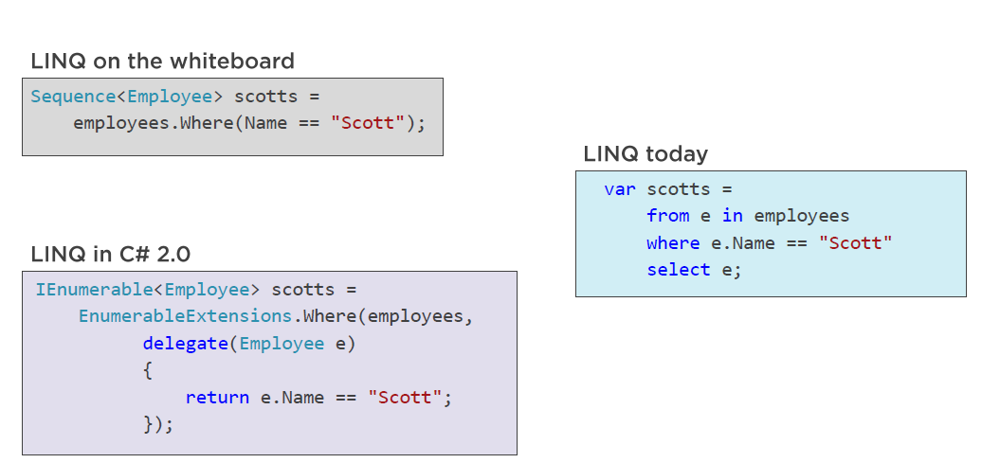 LINQ on the whiteboard
Sequence<Employee> scotts =
employees.Where(Name == "Scott");
LINQ in C# 2.0
IEnumerable<Employee> scotts =
EnumerableExtensions.Where(employees,
delegate(Employee e)
{
return e.Name == "Scott";
});
LINQ today
var scotts =
from e in employees
where e.Name == "Scott"
select e;